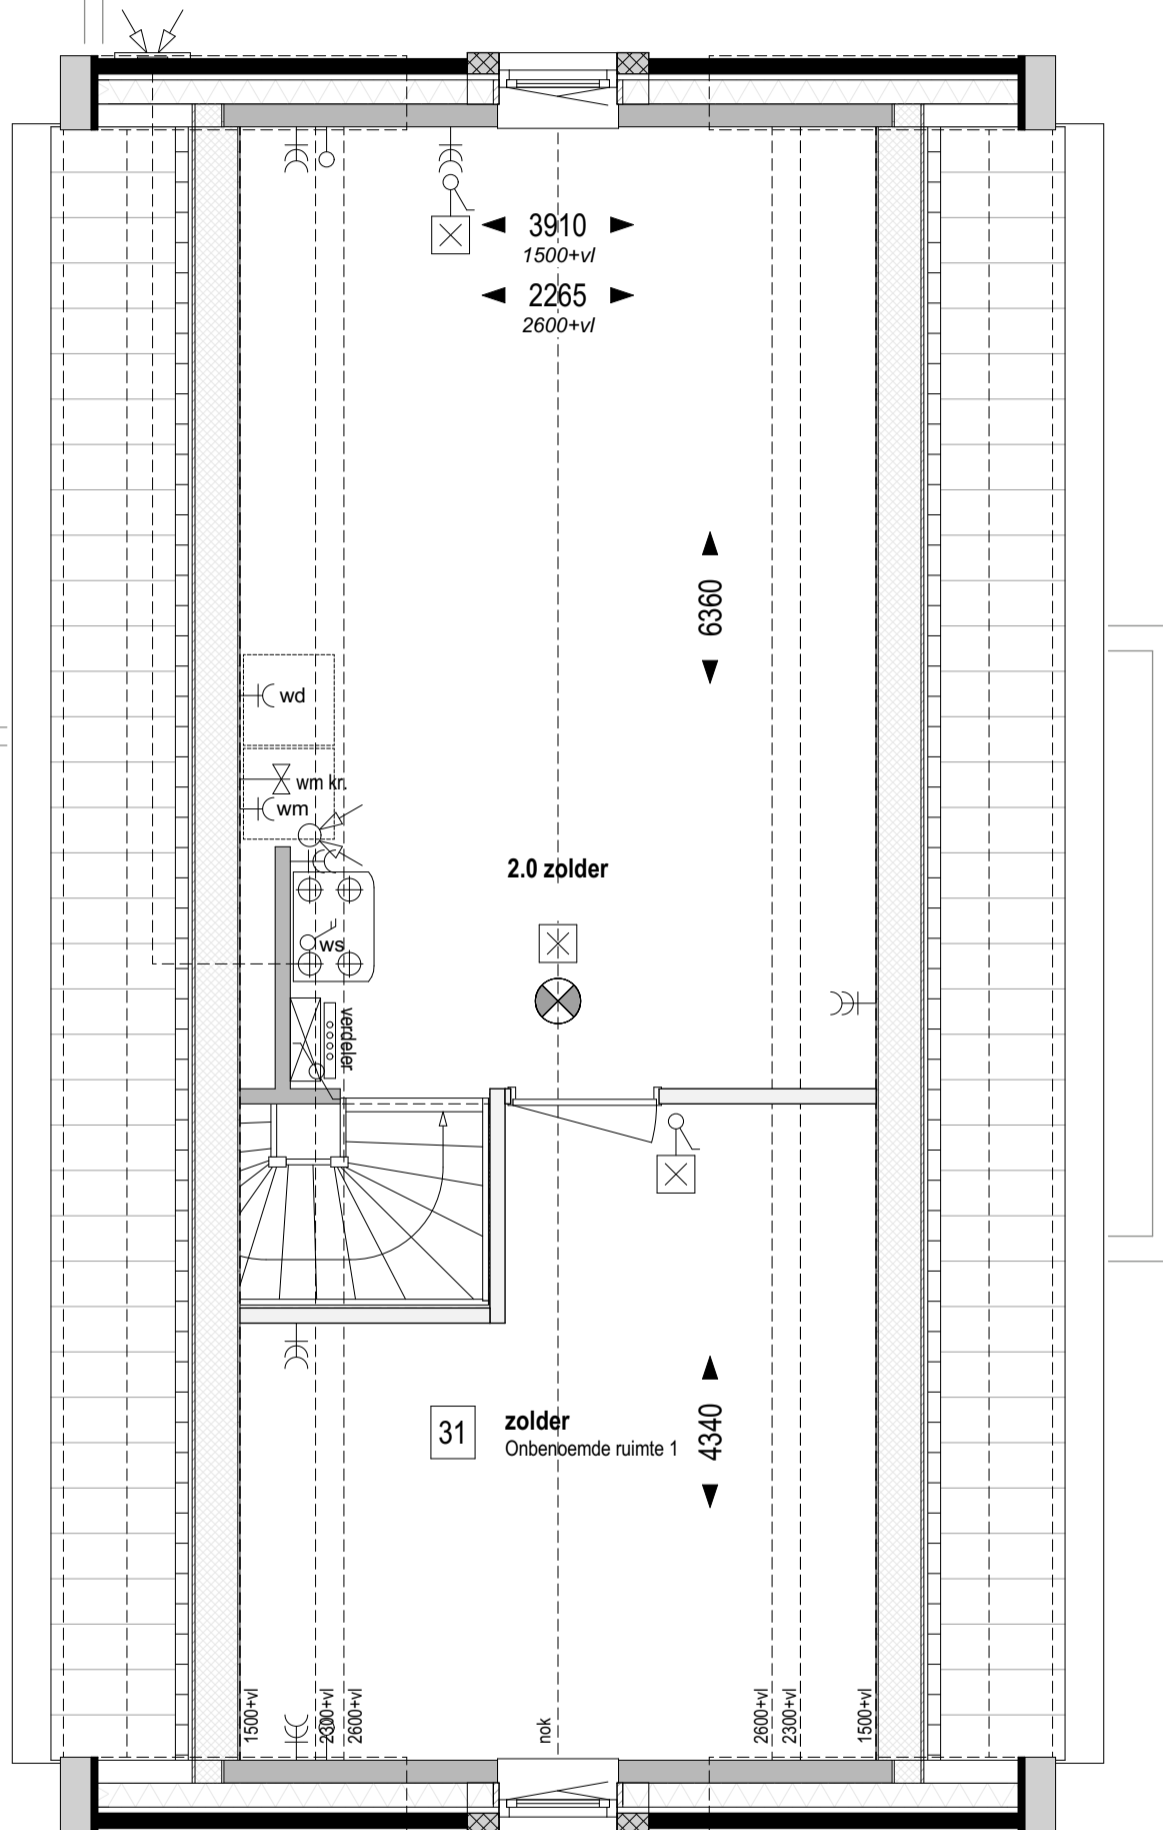 3910
1500+vl
2265
2600+vl
6360
wd
wm kr.
wm
2.0 zolder
ws
verdeler
31
zolder
Onbenoemde ruimte 1
4340
1500+vl
2300+vl
2600+vl
nok
2600+vl
2300+vl
1500+vl